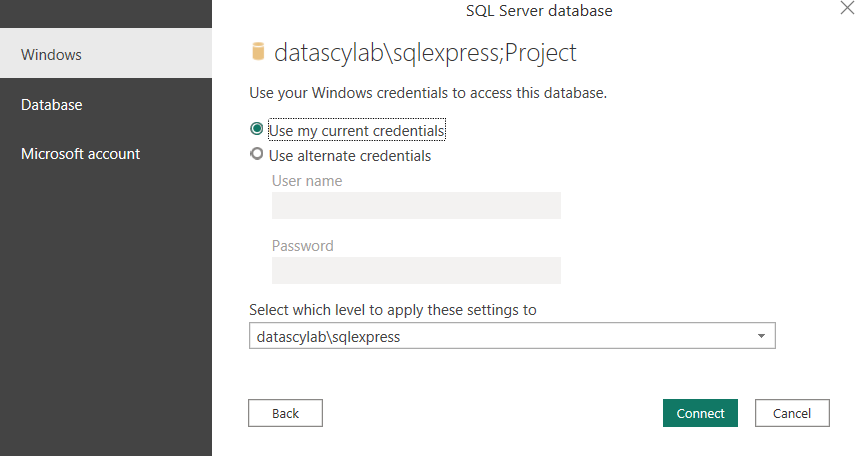 SQL Server database
Windows
Database
Microsoft account
datascylab\sqlexpress;Project
Use your Windows credentials to access this database.
Use my current credentials
Use alternate credentials
User name
Password
Select which level to apply these settings to
datascylab\sqlexpress
Back
Connect
Cancel